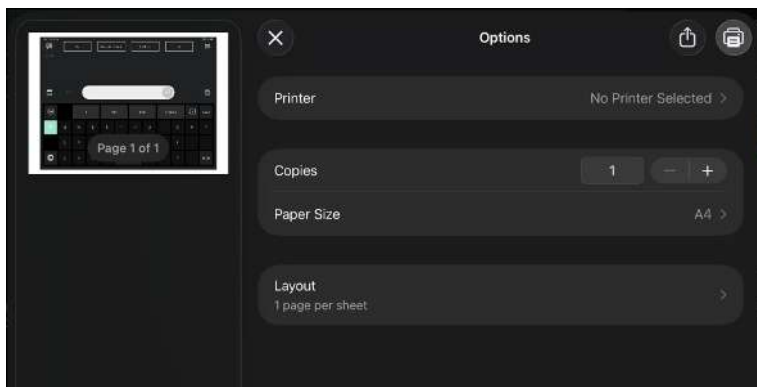 Options
Printer
No Printer Selected >
Page 1 of 1
Copies
1
− +
Paper Size
A4 >
Layout
1 page per sheet
>